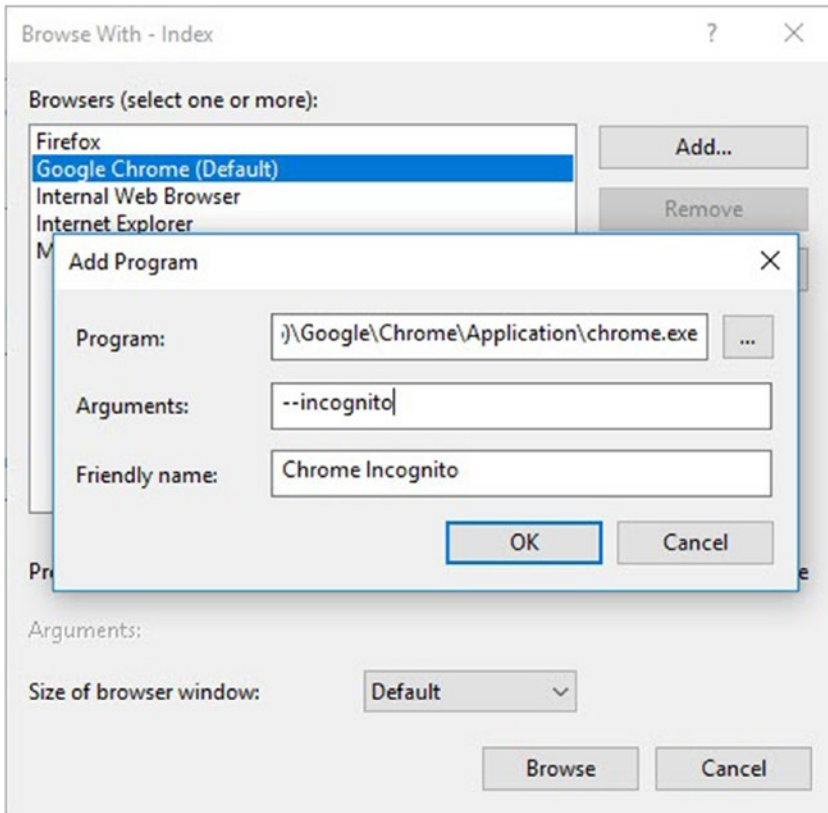 Browse With - Index
Browsers (select one or more):
Firefox
Google Chrome (Default)
Internal Web Browser
Internet Explorer
Add...
Remove
Add Program
Program:
)\Google\Chrome\Application\chrome.exe
...
Arguments:
--incognito
Friendly name:
Chrome Incognito
OK
Cancel
Arguments:
Size of browser window:
Default
Browse
Cancel